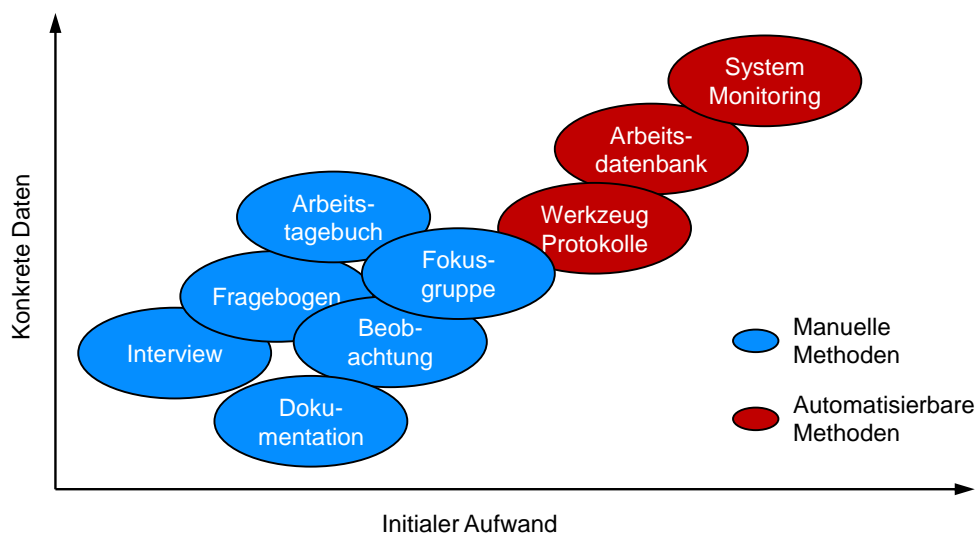 System
Monitoring
Arbeits-
datenbank
Werkzeug
Protokolle
Arbeits-
tagebuch
Fokus-
gruppe
Fragebogen
Beob-
achtung
Interview
Doku-
mentation
Konkrete Daten
Manuelle
Methoden
Automatisierbare
Methoden
Initialer Aufwand